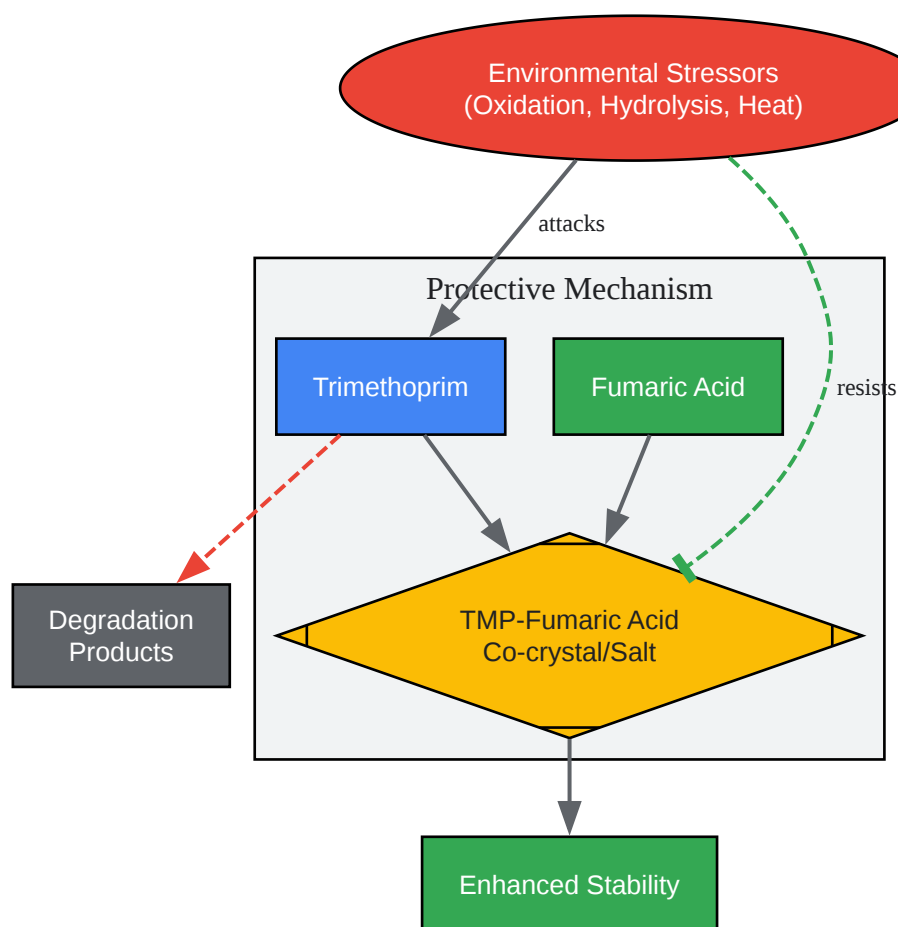 Environmental Stressors
(Oxidation, Hydrolysis, Heat)
attacks
Protective Mechanism
Trimethoprim
Fumaric Acid
resists
Degradation
Products
TMP-Fumaric Acid
Co-crystal/Salt
Enhanced Stability